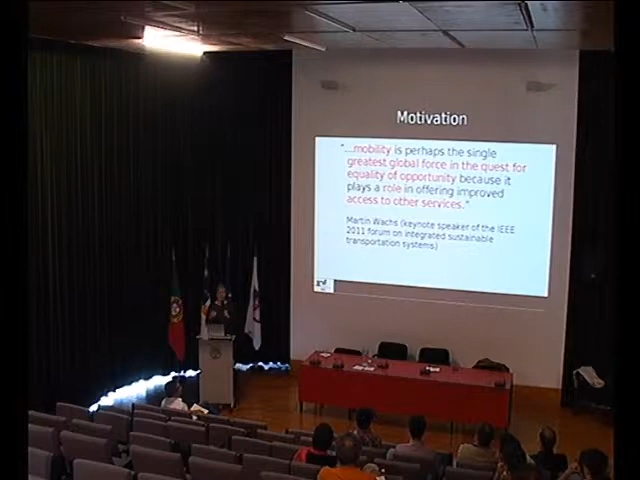 Motivation
"...mobility is perhaps the single
greatest global force in the quest for
equality of opportunity because it
plays a role in offering improved
access to other services."
Martin Wachs (keynote speaker of the IEEE
2011 forum on integrated sustainable
transportation systems)